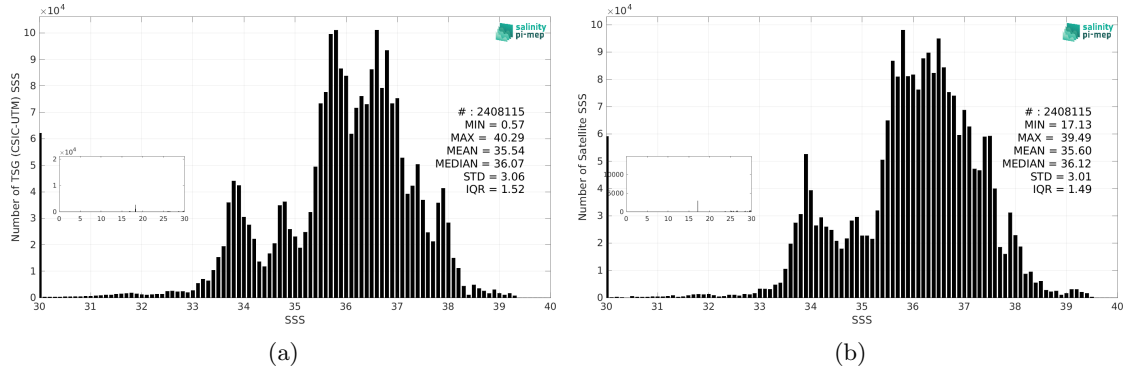 ×10⁴
10
9
8
7
6
5
4
3
2
1
0
Number of TSG (CSIC-UTM) SSS
salinity
pi-mep
# : 2408115
MIN = 0.57
MAX = 40.29
MEAN = 35.54
MEDIAN = 36.07
STD = 3.06
IQR = 1.52
×10⁴
2
1
0
0 5 10 15 20 25 30
30 31 32 33 34 35 36 37 38 39 40
SSS
(a)
×10⁴
10
9
8
7
6
5
4
3
2
1
0
Number of Satellite SSS
salinity
pi-mep
# : 2408115
MIN = 17.13
MAX = 39.49
MEAN = 35.60
MEDIAN = 36.12
STD = 3.01
IQR = 1.49
10000
5000
0
0 5 10 15 20 25 30
30 31 32 33 34 35 36 37 38 39 40
SSS
(b)